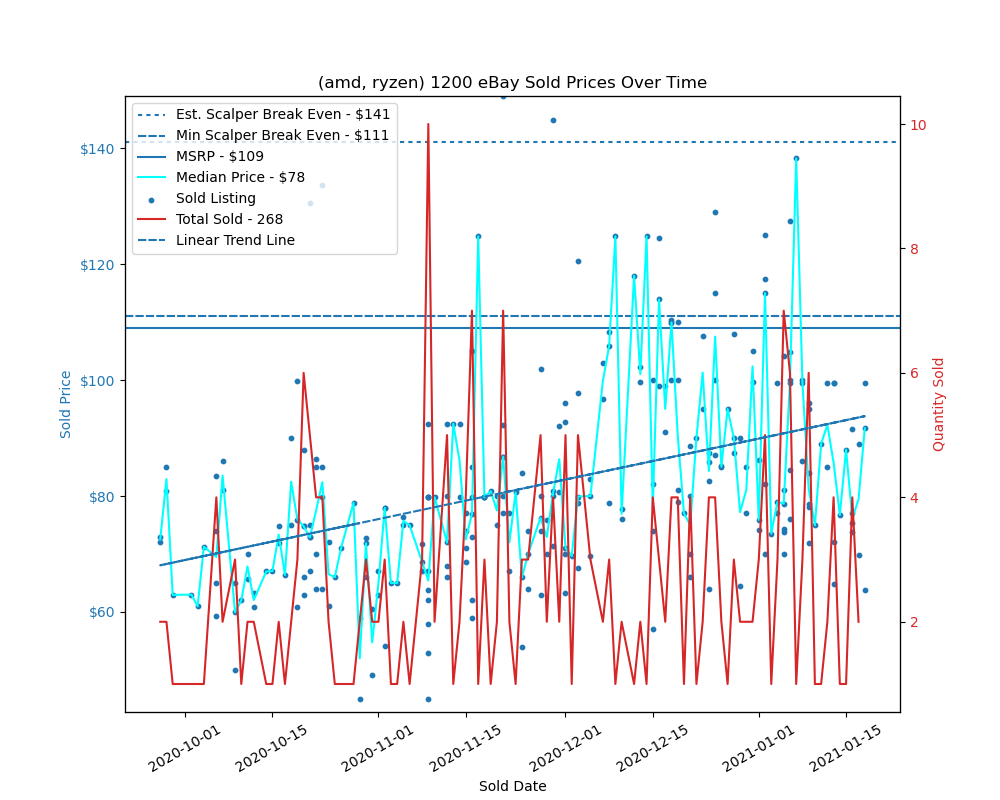 (amd, ryzen) 1200 eBay Sold Prices Over Time
Est. Scalper Break Even - $141
Min Scalper Break Even - $111
MSRP - $109
Median Price - $78
Sold Listing
Total Sold - 268
Linear Trend Line
$140
$120
$100
$80
$60
Sold Price
10
8
6
4
2
Quantity Sold
2020-10-01
2020-10-15
2020-11-01
2020-11-15
2020-12-01
2020-12-15
2021-01-01
2021-01-15
Sold Date